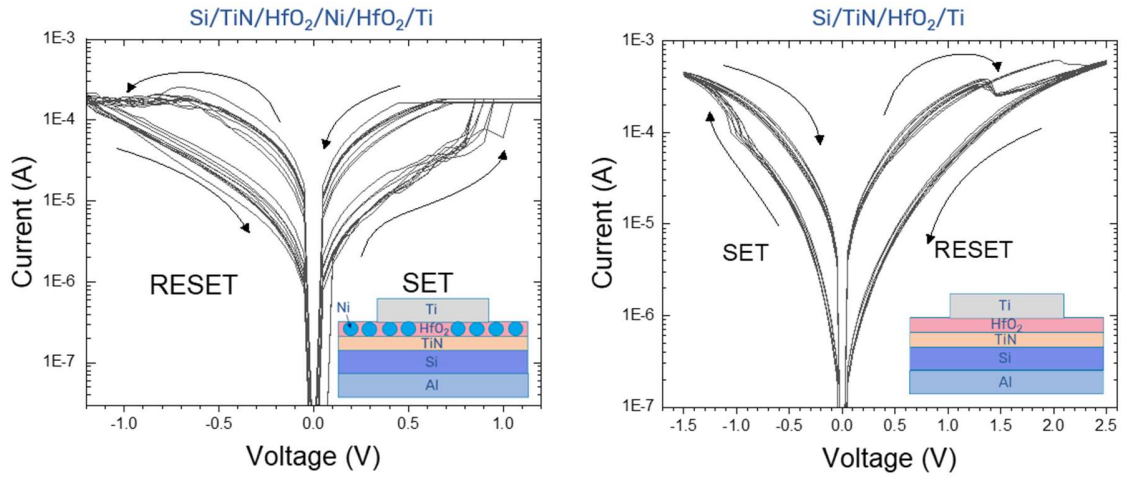 Si/TiN/HfO₂/Ni/HfO₂/Ti
1E-3
1E-4
1E-5
1E-6
1E-7
Current (A)
RESET
SET
Ni
Ti
HfO₂
TiN
Si
Al
-1.0
-0.5
0.0
0.5
1.0
Voltage (V)
Si/TiN/HfO₂/Ti
1E-3
1E-4
1E-5
1E-6
1E-7
Current (A)
SET
RESET
Ti
HfO₂
TiN
Si
Al
-1.5
-1.0
-0.5
0.0
0.5
1.0
1.5
2.0
2.5
Voltage (V)